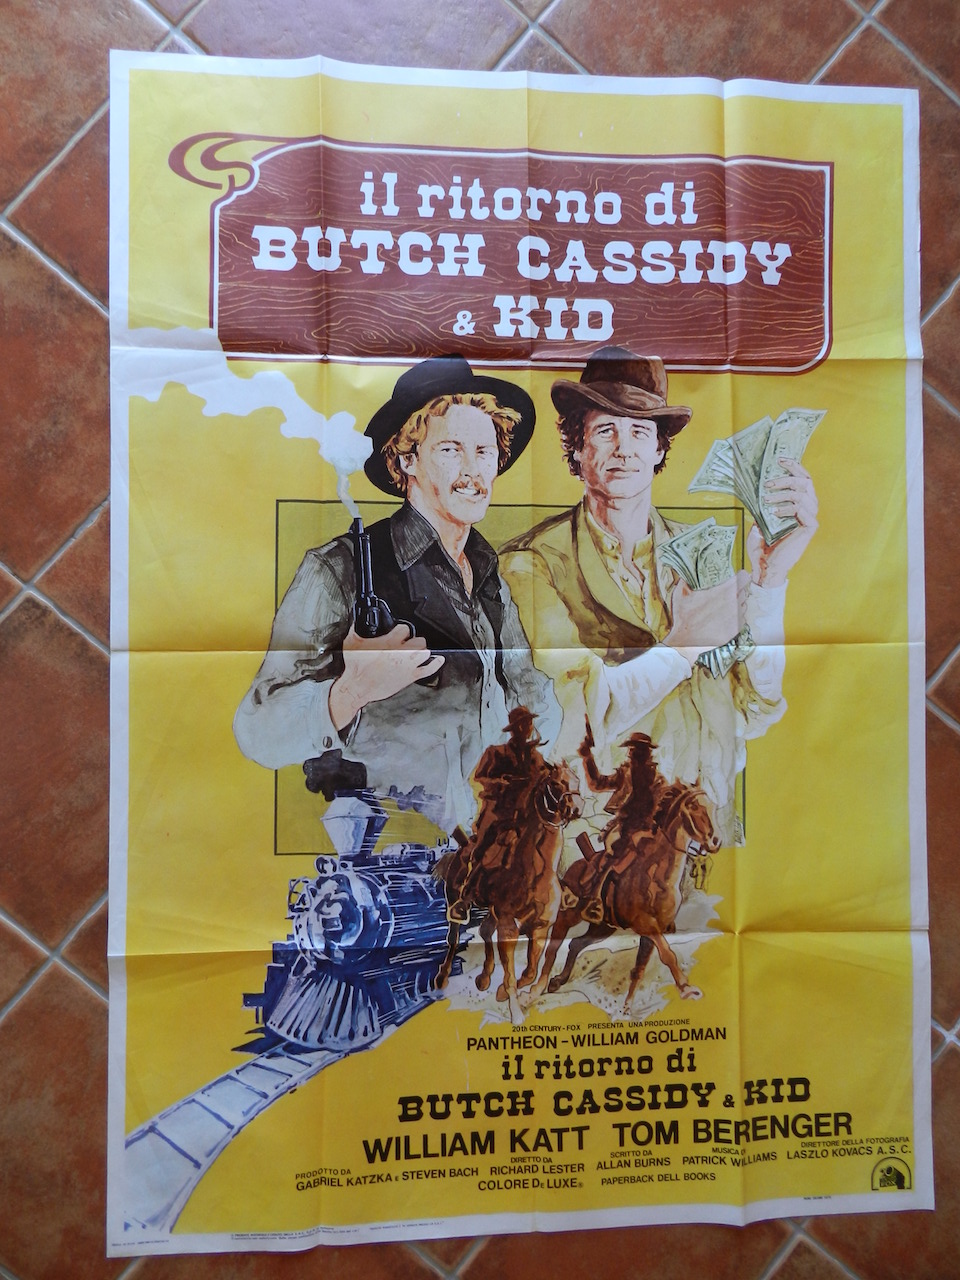 il ritorno di
BUTCH CASSIDY
& KID
20th CENTURY-FOX PRESENTA UNA PRODUZIONE
PANTHEON - WILLIAM GOLDMAN
il ritorno di
BUTCH CASSIDY & KID
WILLIAM KATT TOM BERENGER
PRODOTTO DA
GABRIEL KATZKA E STEVEN BACH
DIRETTO DA
RICHARD LESTER
SCRITTO DA
ALLAN BURNS
MUSICA DI
PATRICK WILLIAMS
DIRETTORE DELLA FOTOGRAFIA
LASZLO KOVACS A.S.C.
COLORE De LUXE®
PAPERBACK DELL BOOKS